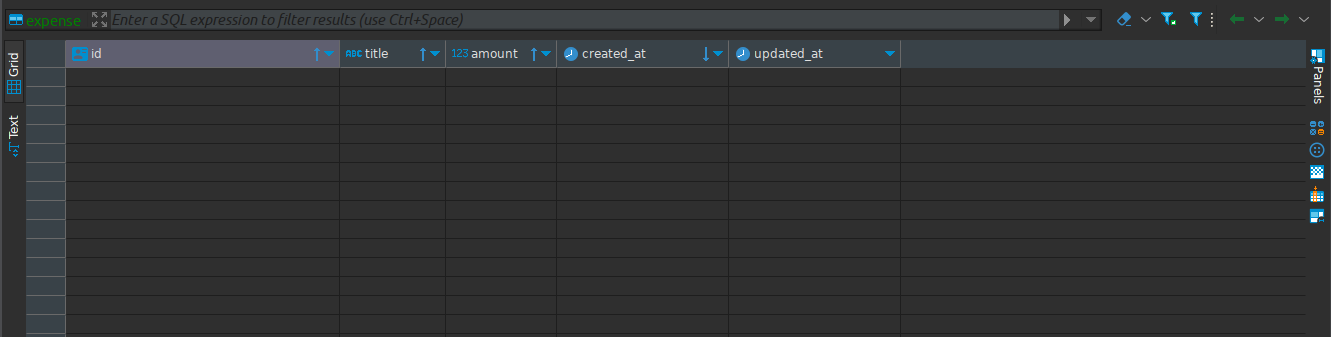 expense Enter a SQL expression to filter results (use Ctrl+Space)
Grid
Text
id ABC title 123 amount created_at updated_at
Panels